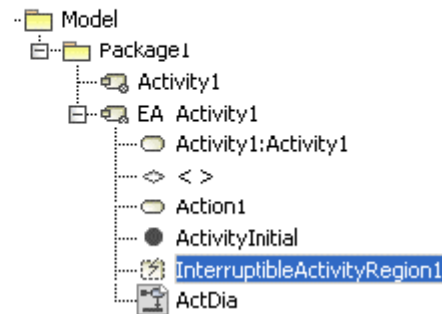 Model
Package1
Activity1
EA Activity1
Activity1:Activity1
< >
Action1
ActivityInitial
InterruptibleActivityRegion1
ActDia